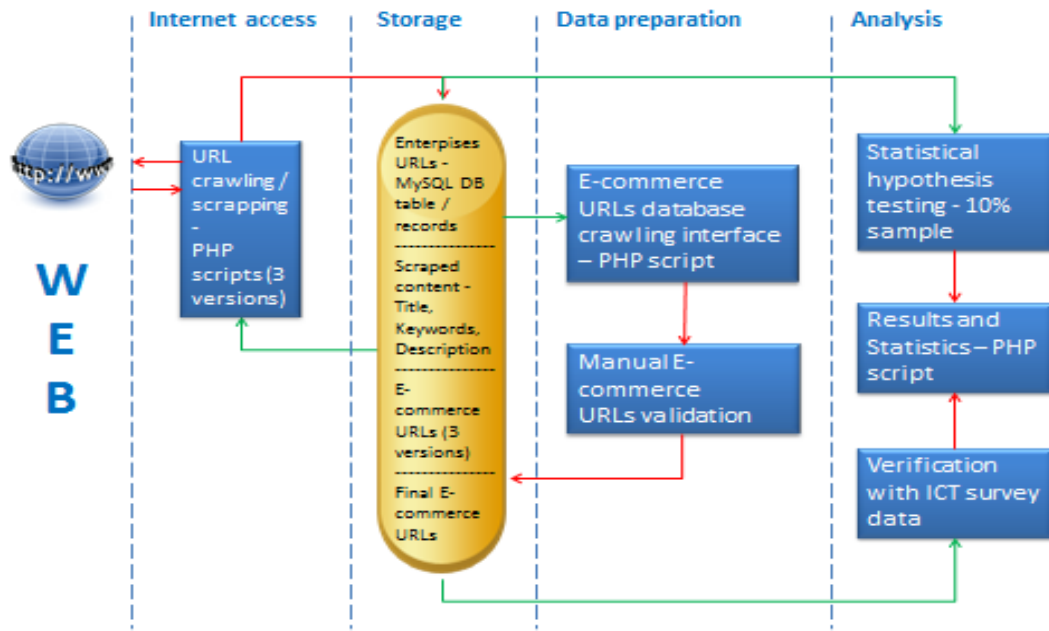 Internet access
Storage
Data preparation
Analysis
http://ww
W
E
B
URL
crawling /
scrapping
-
PHP
scripts (3
versions)
Entepises
URLs -
MySQL DB
table /
records
---------------
Scraped
content -
Title,
Keywords,
Description
---------------
E-
commerce
URLs (3
versions)
---------------
Final E-
commerce
URLs
E-commerce
URLs database
crawling interface
– PHP script
Manual E-
commerce
URLs validation
Statistical
hypothesis
testing - 10%
sample
Results and
Statistics – PHP
script
Verification
with ICT survey
data